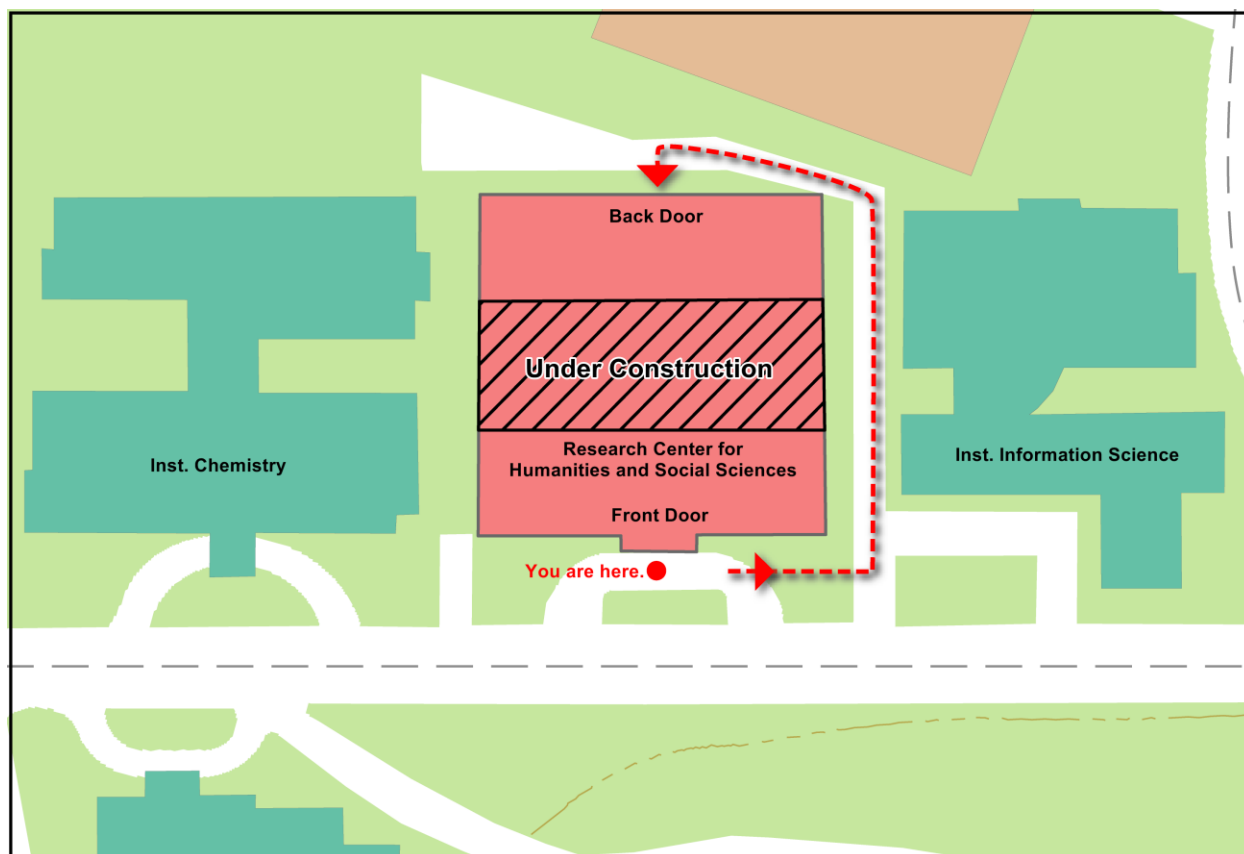 Back Door
Under Construction
Research Center for
Humanities and Social Sciences
Inst. Chemistry
Inst. Information Science
Front Door
You are here.